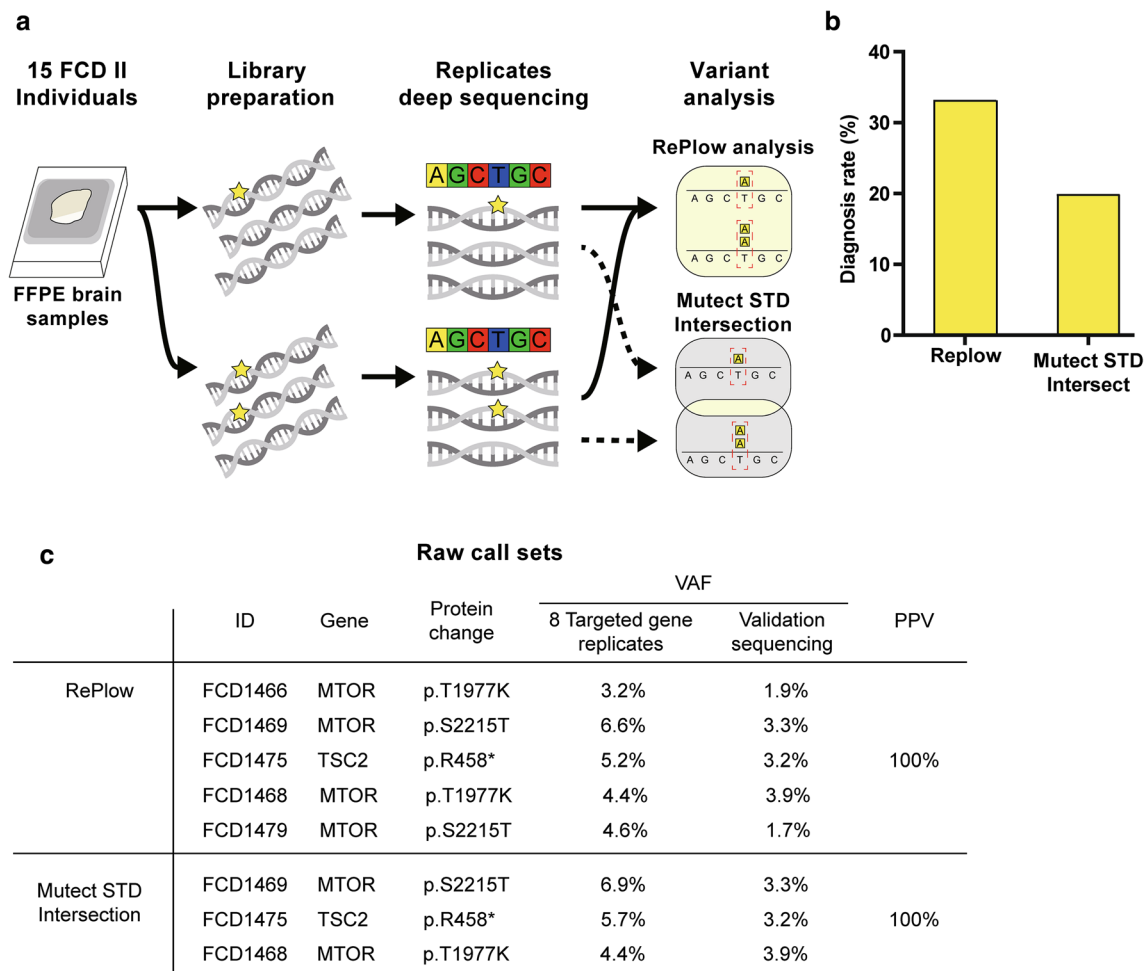 a
15 FCD II
Individuals
Library
preparation
Replicates
deep sequencing
Variant
analysis
FFPE brain
samples
AGCTGC
AGCTGC
RePlow analysis
A
A G C T G C
A
A
A G C T G C
Mutect STD
Intersection
A
A G C T G C
A
A
A G C T G C
b
Diagnosis rate (%)
40
30
20
10
0
Replow
Mutect STD
Intersect
c
Raw call sets
VAF
ID Gene Protein change 8 Targeted gene replicates Validation sequencing PPV
RePlow FCD1466 MTOR p.T1977K 3.2% 1.9%
FCD1469 MTOR p.S2215T 6.6% 3.3%
FCD1475 TSC2 p.R458* 5.2% 3.2% 100%
FCD1468 MTOR p.T1977K 4.4% 3.9%
FCD1479 MTOR p.S2215T 4.6% 1.7%
Mutect STD Intersection FCD1469 MTOR p.S2215T 6.9% 3.3%
FCD1475 TSC2 p.R458* 5.7% 3.2% 100%
FCD1468 MTOR p.T1977K 4.4% 3.9%